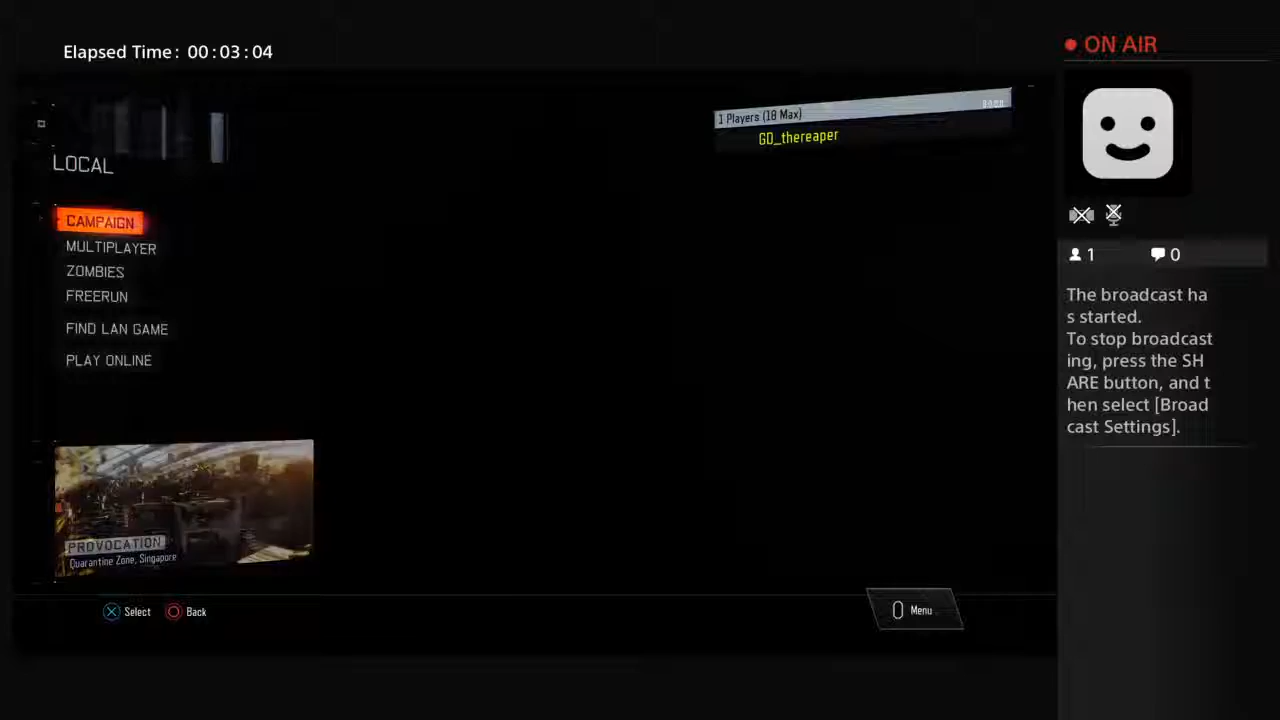 Elapsed Time: 00:03:04
ON AIR
1 Players (18 Max)
GD_thereaper
LOCAL
CAMPAIGN
MULTIPLAYER
ZOMBIES
FREERUN
FIND LAN GAME
PLAY ONLINE
PROVOCATION
Quarantine Zone, Singapore
Select
Back
Menu
1
0
The broadcast ha
s started.
To stop broadcast
ing, press the SH
ARE button, and t
hen select [Broad
cast Settings].